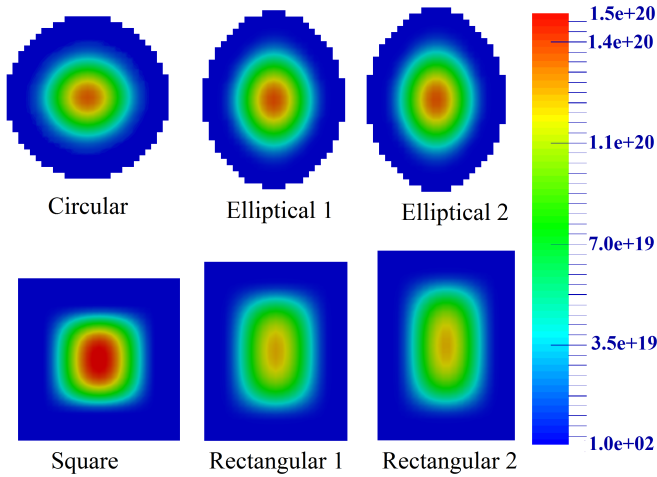 Circular
Elliptical 1
Elliptical 2
Square
Rectangular 1
Rectangular 2
1.5e+20
1.4e+20
1.1e+20
7.0e+19
3.5e+19
1.0e+02